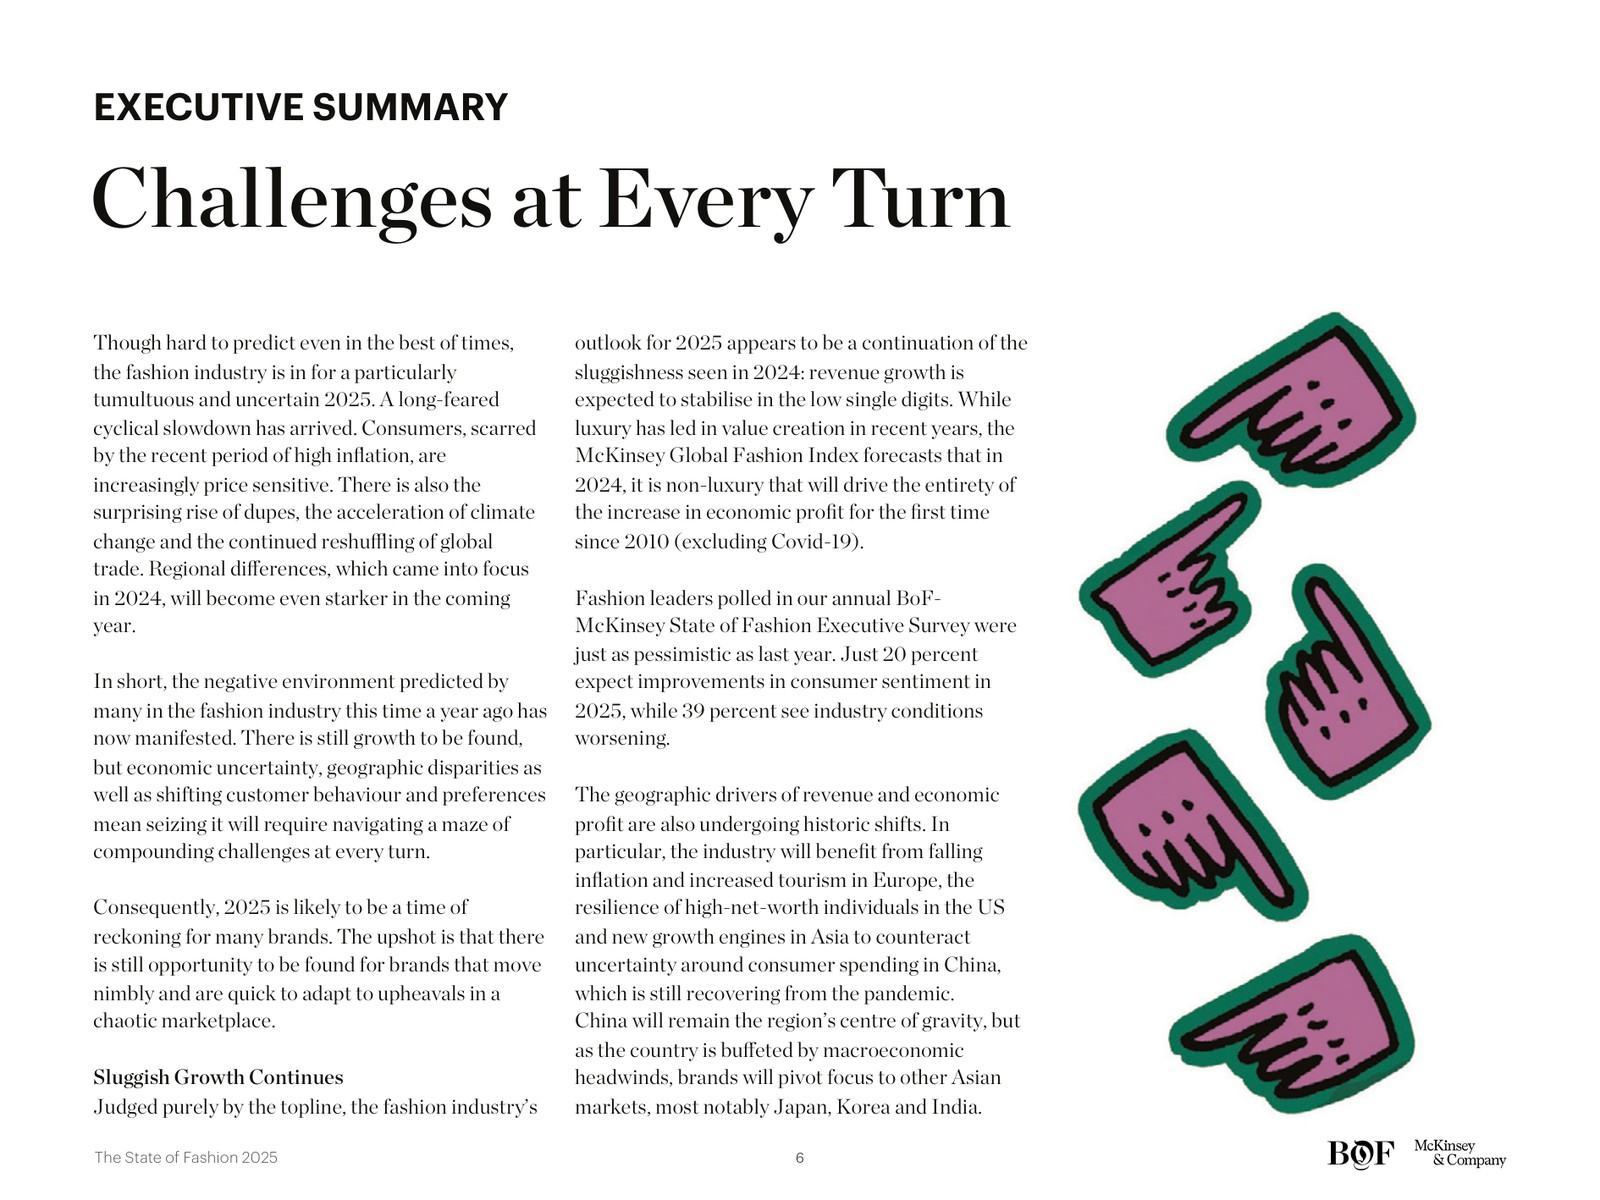 EXECUTIVE SUMMARY
Challenges at Every Turn
Though hard to predict even in the best of times,
the fashion industry is in for a particularly
tumultuous and uncertain 2025. A long-feared
cyclical slowdown has arrived. Consumers, scarred
by the recent period of high inflation, are
increasingly price sensitive. There is also the
surprising rise of dupes, the acceleration of climate
change and the continued reshuffling of global
trade. Regional differences, which came into focus
in 2024, will become even starker in the coming
year.
In short, the negative environment predicted by
many in the fashion industry this time a year ago has
now manifested. There is still growth to be found,
but economic uncertainty, geographic disparities as
well as shifting customer behaviour and preferences
mean seizing it will require navigating a maze of
compounding challenges at every turn.
Consequently, 2025 is likely to be a time of
reckoning for many brands. The upshot is that there
is still opportunity to be found for brands that move
nimbly and are quick to adapt to upheavals in a
chaotic marketplace.
Sluggish Growth Continues
Judged purely by the topline, the fashion industry’s
outlook for 2025 appears to be a continuation of the
sluggishness seen in 2024: revenue growth is
expected to stabilise in the low single digits. While
luxury has led in value creation in recent years, the
McKinsey Global Fashion Index forecasts that in
2024, it is non-luxury that will drive the entirety of
the increase in economic profit for the first time
since 2010 (excluding Covid-19).
Fashion leaders polled in our annual BoF-
McKinsey State of Fashion Executive Survey were
just as pessimistic as last year. Just 20 percent
expect improvements in consumer sentiment in
2025, while 39 percent see industry conditions
worsening.
The geographic drivers of revenue and economic
profit are also undergoing historic shifts. In
particular, the industry will benefit from falling
inflation and increased tourism in Europe, the
resilience of high-net-worth individuals in the US
and new growth engines in Asia to counteract
uncertainty around consumer spending in China,
which is still recovering from the pandemic.
China will remain the region’s centre of gravity, but
as the country is buffeted by macroeconomic
headwinds, brands will pivot focus to other Asian
markets, most notably Japan, Korea and India.
The State of Fashion 2025
6
BOF
McKinsey
& Company